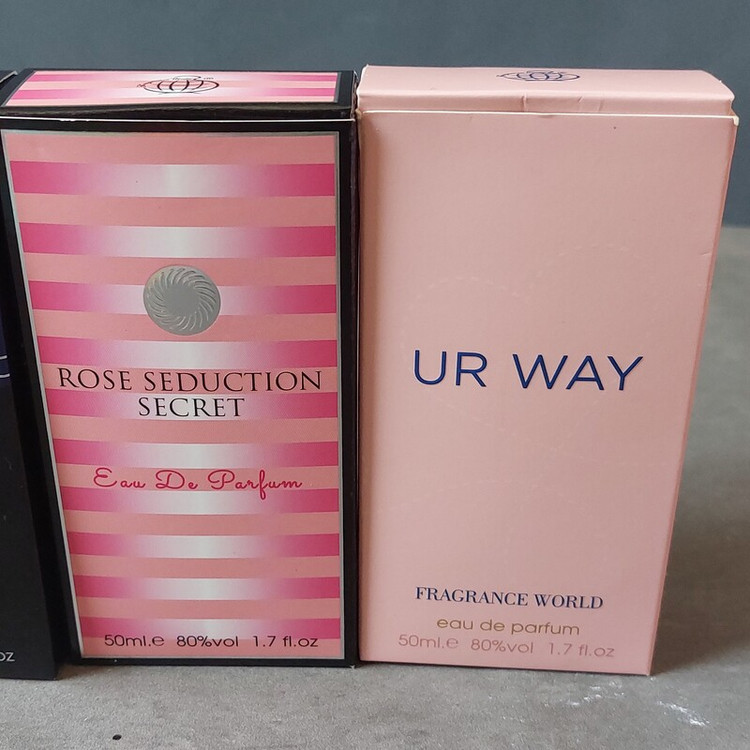 ROSE SEDUCTION
SECRET
Eau De Parfum
50ml.e 80%vol 1.7 fl.oz
UR WAY
FRAGRANCE WORLD
eau de parfum
50ml.e 80%vol 1.7 fl.oz
oz